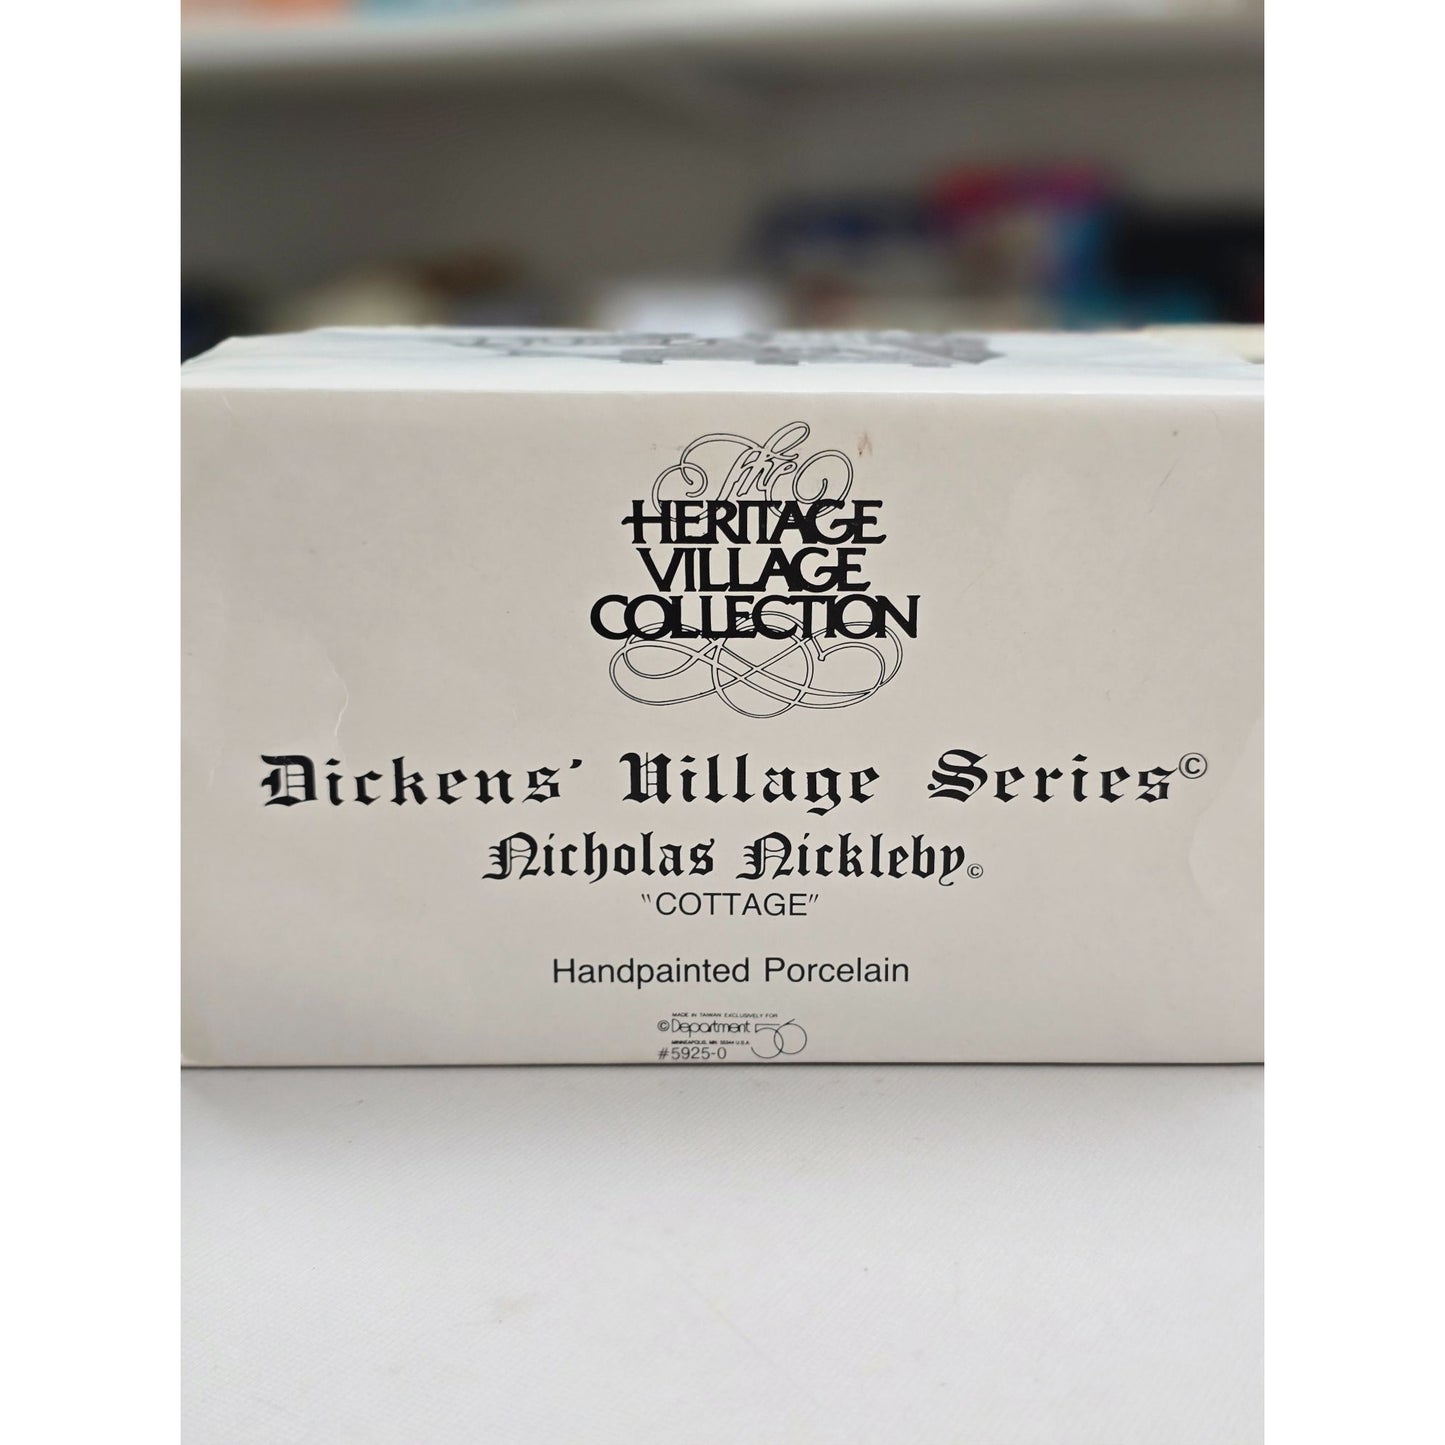 The
HERITAGE
VILLAGE
COLLECTION
Dickens' Village Series©
Nicholas Nickleby©
"COTTAGE"
Handpainted Porcelain
MADE IN TAIWAN EXCLUSIVELY FOR
©Department 56
MINNEAPOLIS, MN 55344 U.S.A.
#5925-0